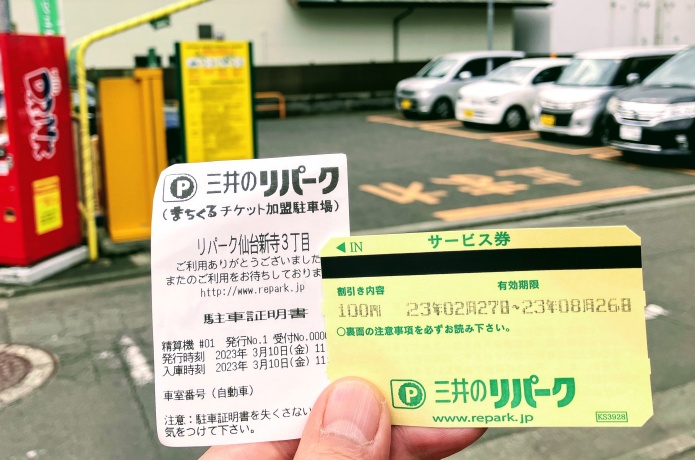 DRINK
P 三井のリパーク
(まちくるチケット加盟駐車場)
リパーク仙台新寺3丁目
ご利用ありがとうございました
またのご利用をお待ちしておりま
http://www.repark.jp
駐車証明書
精算機 #01 発行No.1 受付No.000
発行時刻 2023年 3月10日(金) 11
入庫時刻 2023年 3月10日(金) 11
車室番号(自動車)
注意:駐車証明書を失くさない
気をつけて下さい。
◀IN サービス券
割引き内容 有効期限
100円 23年02月27日~23年08月26日
○裏面の注意事項を必ずお読み下さい。
P 三井のリパーク
www.repark.jp
KS3928